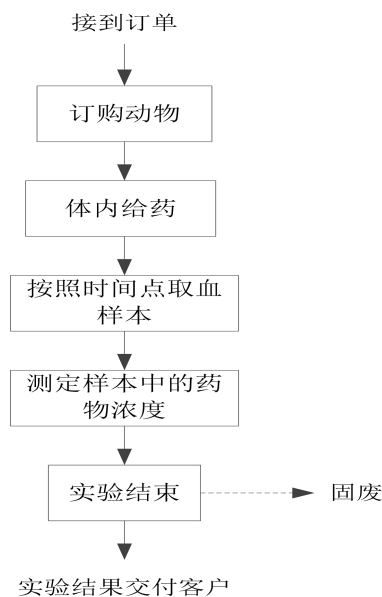 接到订单
订购动物
体内给药
按照时间点取血
样本
测定样本中的药
物浓度
实验结束
固废
实验结果交付客户